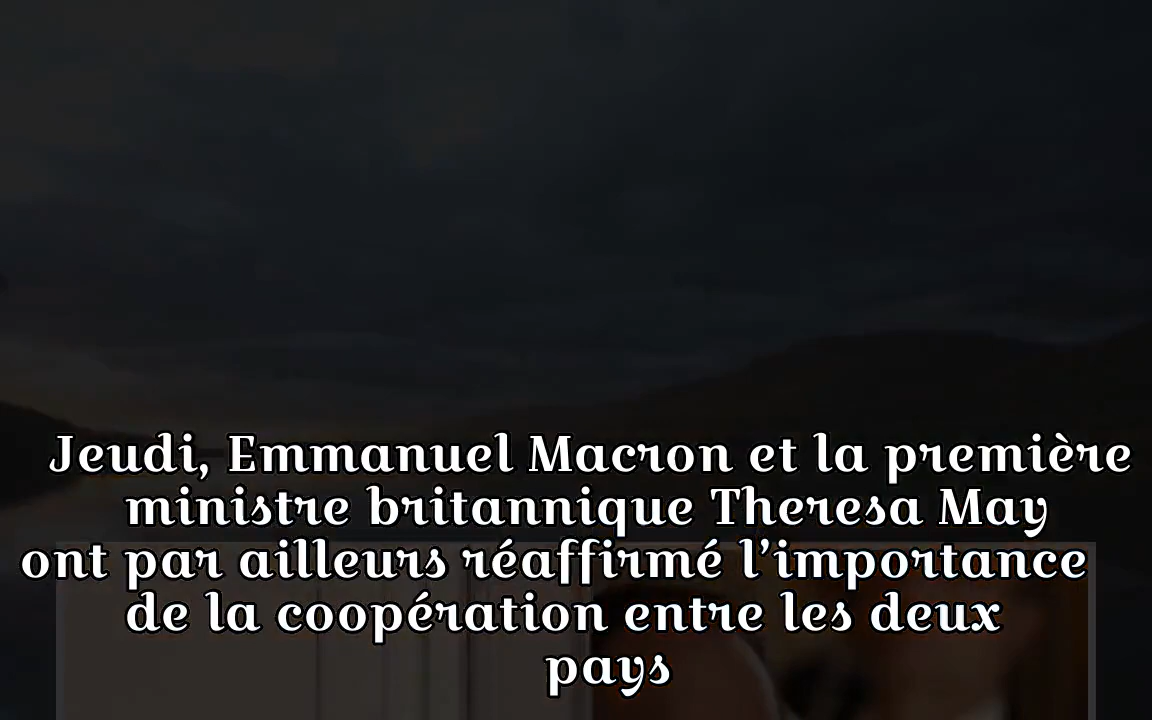 Jeudi, Emmanuel Macron et la première
ministre britannique Theresa May
ont par ailleurs réaffirmé l’importance
de la coopération entre les deux
pays